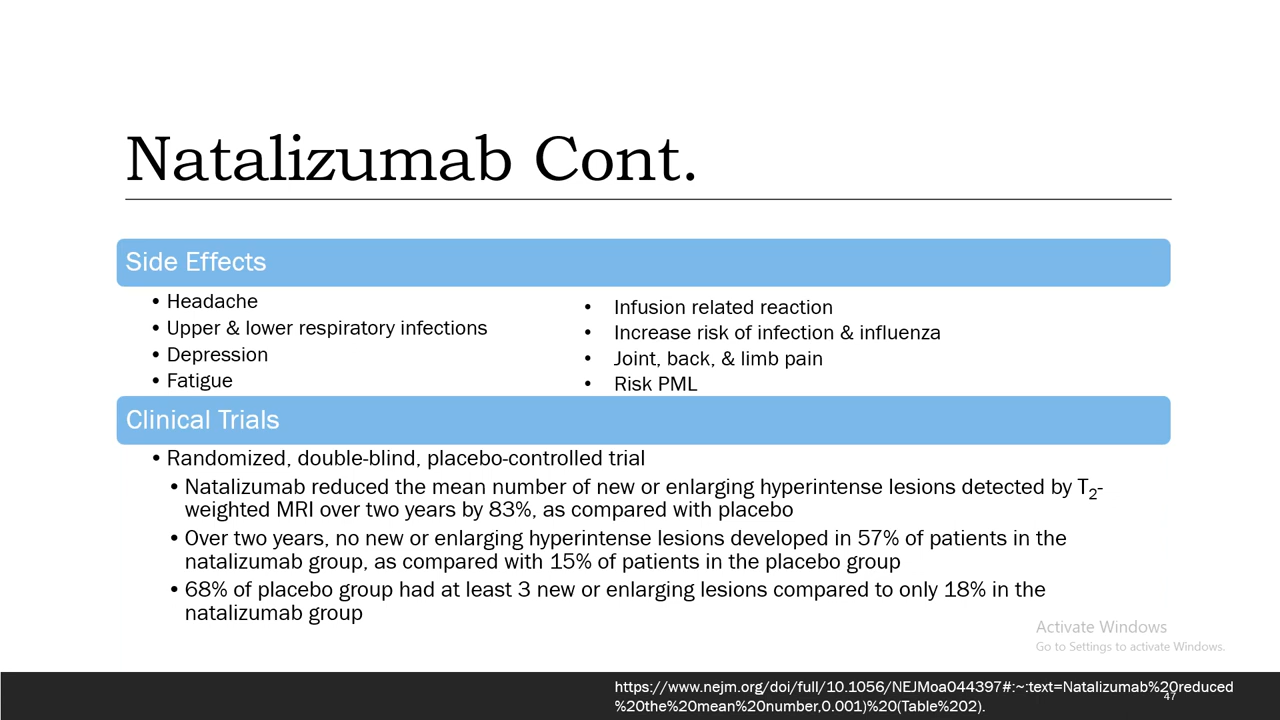 Natalizumab Cont.
Side Effects
• Headache
• Upper & lower respiratory infections
• Depression
• Fatigue
• Infusion related reaction
• Increase risk of infection & influenza
• Joint, back, & limb pain
• Risk PML
Clinical Trials
• Randomized, double-blind, placebo-controlled trial
• Natalizumab reduced the mean number of new or enlarging hyperintense lesions detected by T2-
weighted MRI over two years by 83%, as compared with placebo
• Over two years, no new or enlarging hyperintense lesions developed in 57% of patients in the
natalizumab group, as compared with 15% of patients in the placebo group
• 68% of placebo group had at least 3 new or enlarging lesions compared to only 18% in the
natalizumab group
Activate Windows
Go to Settings to activate Windows.
https://www.nejm.org/doi/full/10.1056/NEJMoa044397#:~:text=Natalizumab%20reduced
%20the%20mean%20number,0.001)%20(Table%202).
47